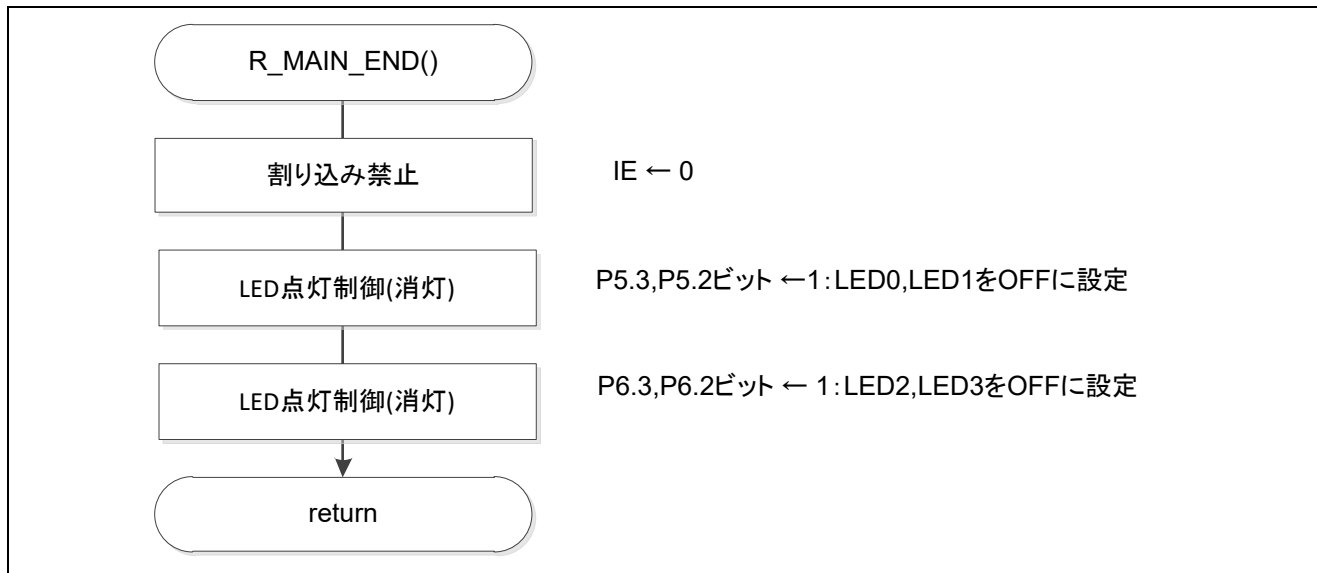 R_MAIN_END()
割り込み禁止
IE ← 0
LED点灯制御(消灯)
P5.3,P5.2ビット ←1：LED0,LED1をOFFに設定
LED点灯制御(消灯)
P6.3,P6.2ビット ← 1：LED2,LED3をOFFに設定
return